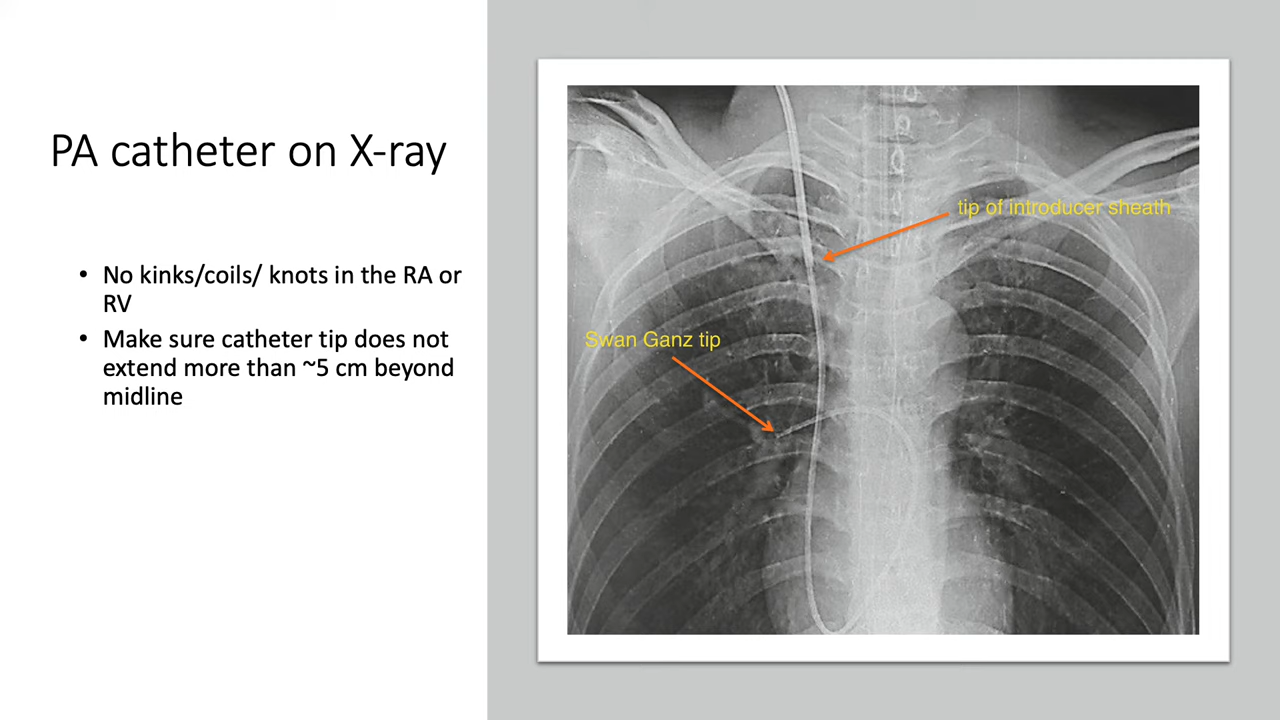 PA catheter on X-ray
• No kinks/coils/ knots in the RA or
RV
• Make sure catheter tip does not
extend more than ~5 cm beyond
midline
tip of introducer sheath
Swan Ganz tip